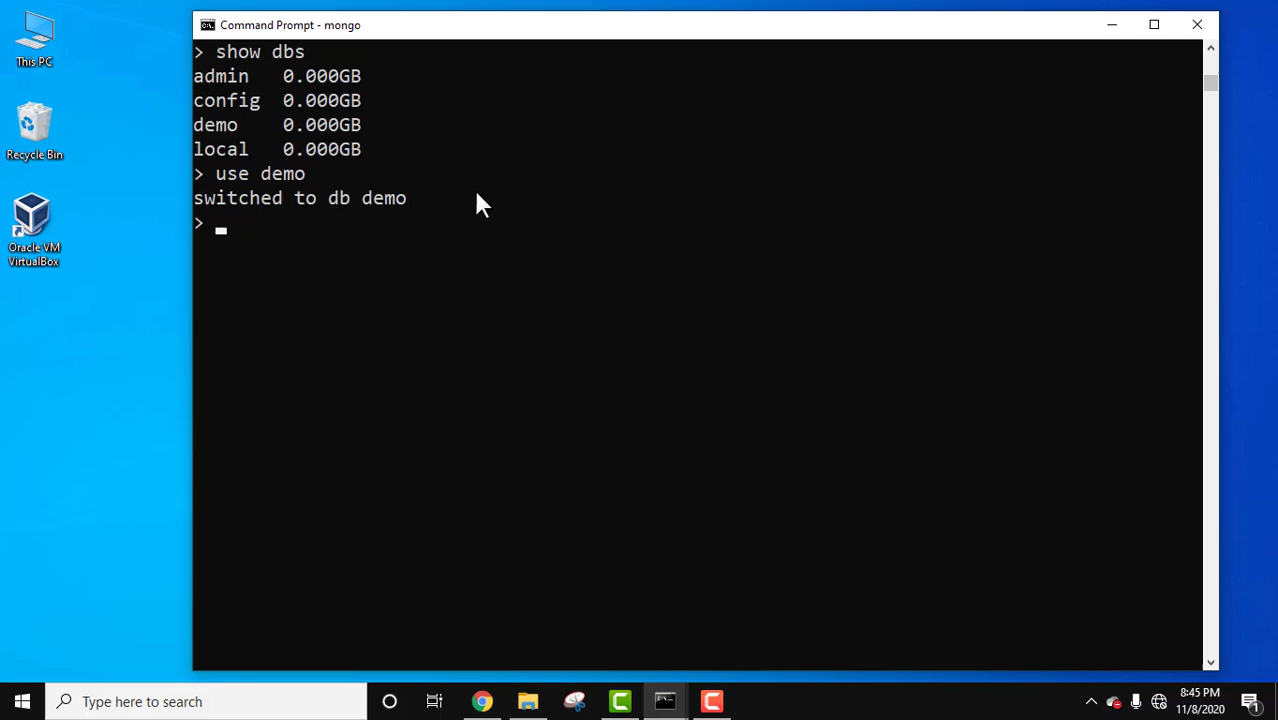 This PC
Recycle Bin
Oracle VM
VirtualBox
Command Prompt - mongo
> show dbs
admin   0.000GB
config  0.000GB
demo    0.000GB
local   0.000GB
> use demo
switched to db demo
>
Type here to search
8:45 PM
11/8/2020
1